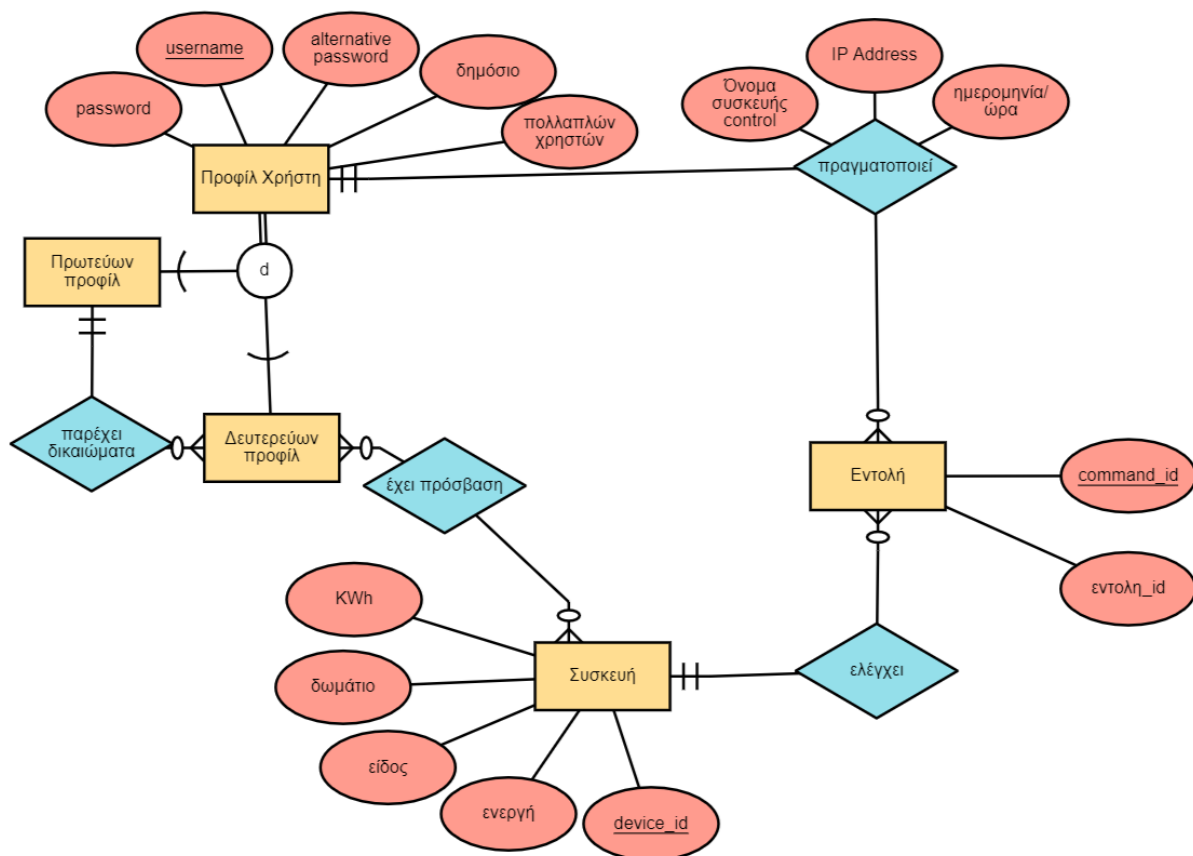 username
alternative
password
δημόσιο
password
πολλαπλών
χρηστών
IP Address
Όνομα
συσκευής
control
ημερομηνία/
ώρα
Προφίλ Χρήστη
πραγματοποιεί
Πρωτεύων
προφίλ
d
παρέχει
δικαιώματα
Δευτερεύων
προφίλ
έχει πρόσβαση
Εντολή
command_id
εντολη_id
KWh
δωμάτιο
είδος
ενεργή
device_id
Συσκευή
ελέγχει